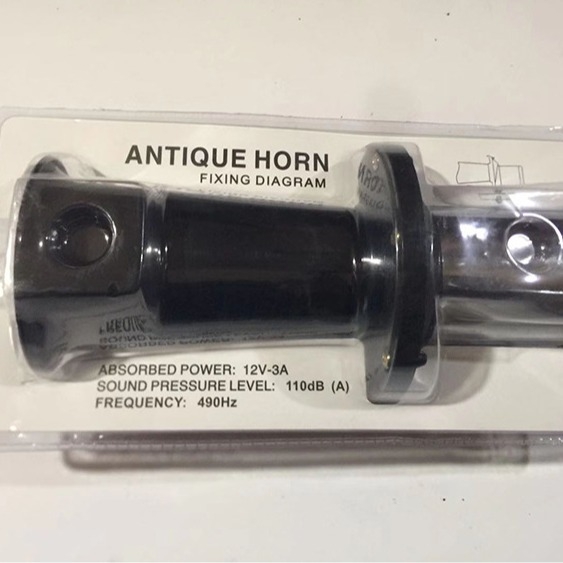 ANTIQUE HORN
FIXING DIAGRAM
ABSORBED POWER: 12V-3A
SOUND PRESSURE LEVEL: 110dB (A)
FREQUENCY: 490Hz